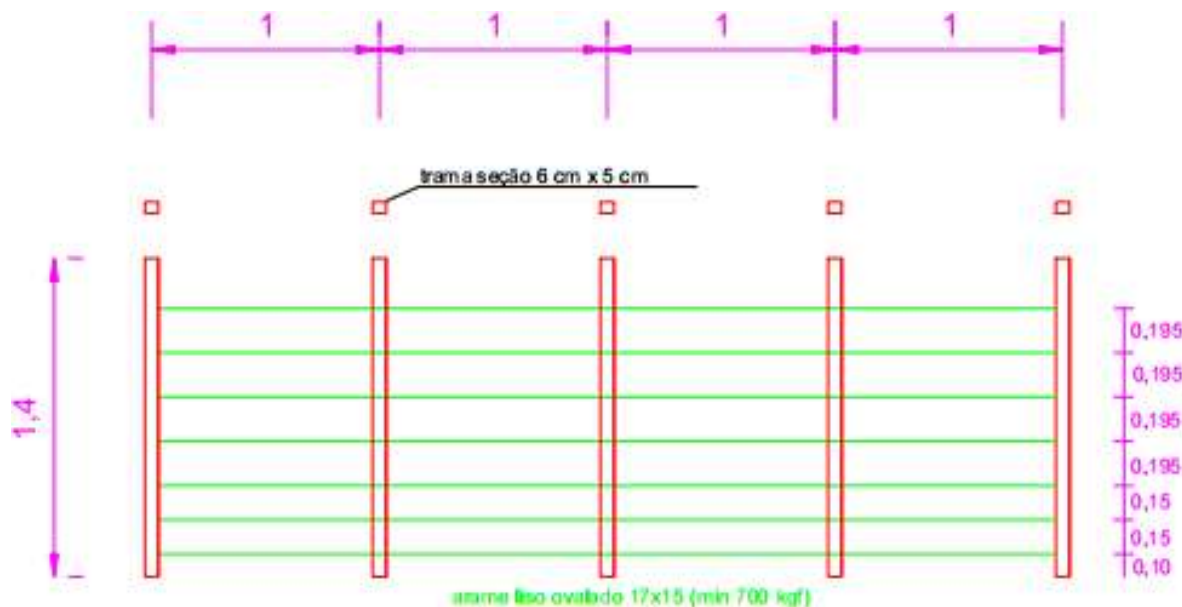 1 1 1 1
trama seção 6 cm x 5 cm
1,4
0,195
0,195
0,195
0,195
0,15
0,15
0,10
arame liso ovalado 17x15 (min 700 kgf)